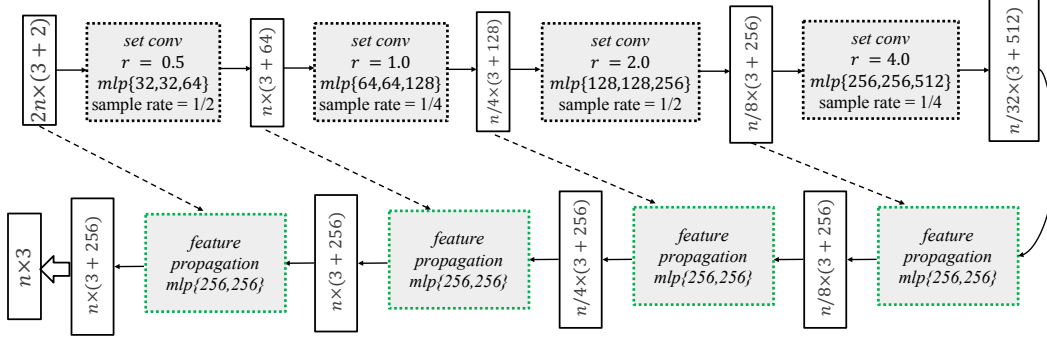 2n×(3 + 2)
set conv
r = 0.5
mlp{32,32,64}
sample rate = 1/2
n×(3 + 64)
set conv
r = 1.0
mlp{64,64,128}
sample rate = 1/4
n/4×(3 + 128)
set conv
r = 2.0
mlp{128,128,256}
sample rate = 1/2
n/8×(3 + 256)
set conv
r = 4.0
mlp{256,256,512}
sample rate = 1/4
n/32×(3 + 512)
n×3
n×(3 + 256)
feature
propagation
mlp{256,256}
n×(3 + 256)
feature
propagation
mlp{256,256}
n/4×(3 + 256)
feature
propagation
mlp{256,256}
n/8×(3 + 256)
feature
propagation
mlp{256,256}